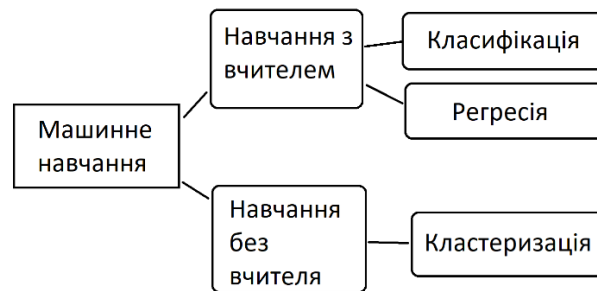 Машинне
навчання
Навчання з
вчителем
Класифікація
Регресія
Навчання
без
вчителя
Кластеризація